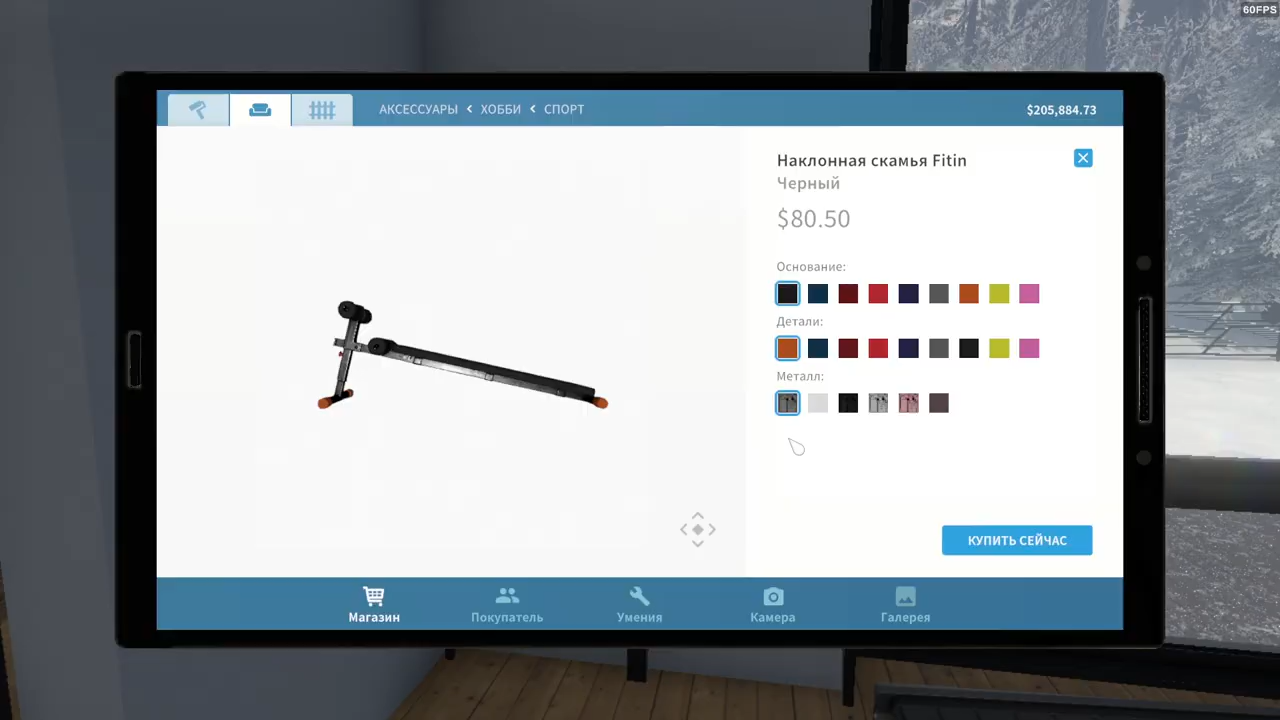 60FPS
АКСЕССУАРЫ < ХОББИ < СПОРТ
$205,884.73
Наклонная скамья Fitin
Черный
$80.50
Основание:
Детали:
Металл:
КУПИТЬ СЕЙЧАС
Магазин
Покупатель
Умения
Камера
Галерея